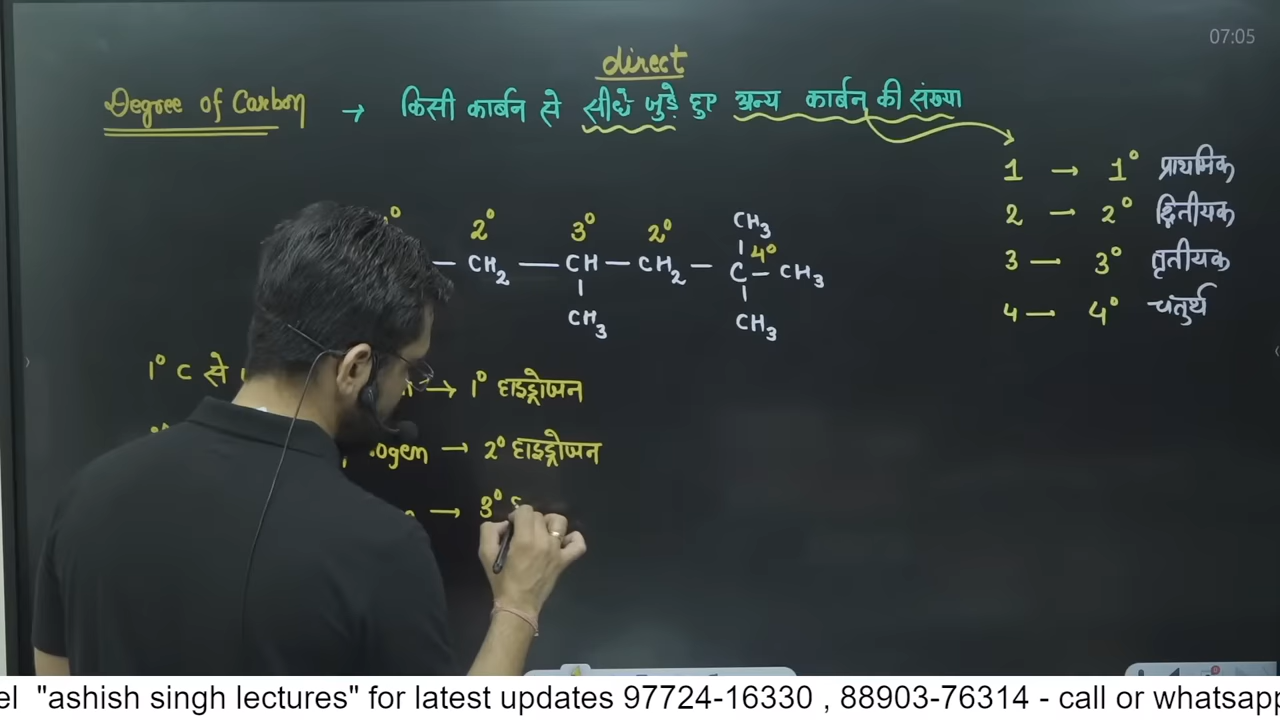 07:05
direct
Degree of Carbon → किसी कार्बन से सीधे जुड़े हुए अन्य कार्बन की संख्या
1 → 1° प्राथमिक
2 → 2° द्वितीयक
3 — 3° तृतीयक
4 — 4° चतुर्थ
2° 3° 2° CH3
4°
— CH2 — CH — CH2 — C — CH3
CH3 CH3
1° C से → 1° हाइड्रोजन
ogen → 2° हाइड्रोजन
→ 3°
"ashish singh lectures" for latest updates 97724-16330 , 88903-76314 - call or whatsapp